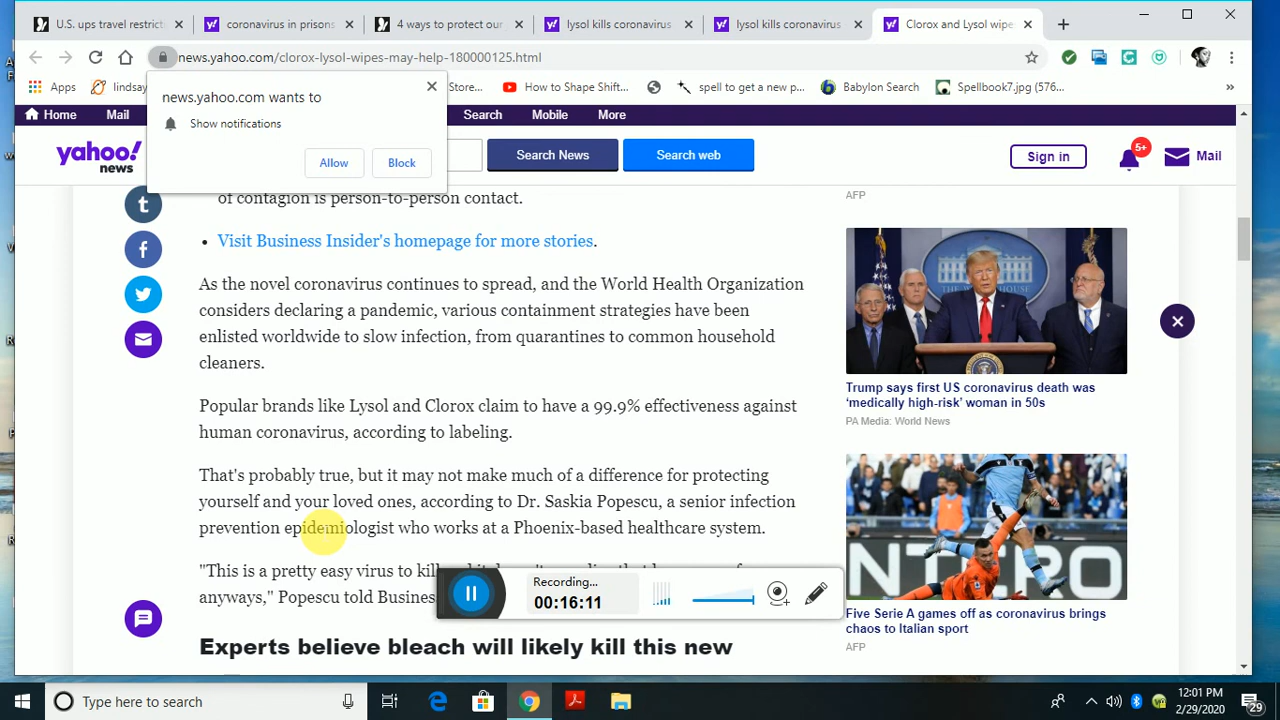 U.S. ups travel restrict
coronavirus in prisons
4 ways to protect our
lysol kills coronavirus
lysol kills coronavirus
Clorox and Lysol wipe
news.yahoo.com/clorox-lysol-wipes-may-help-180000125.html
Apps
lindsay
Store...
How to Shape Shift...
spell to get a new p...
Babylon Search
Spellbook7.jpg (576...
»
news.yahoo.com wants to
Show notifications
Allow
Block
Home
Mail
Search
Mobile
More
yahoo!
news
Search News
Search web
Sign in
5+
Mail
of contagion is person-to-person contact.
• Visit Business Insider's homepage for more stories.
As the novel coronavirus continues to spread, and the World Health Organization
considers declaring a pandemic, various containment strategies have been
enlisted worldwide to slow infection, from quarantines to common household
cleaners.
Popular brands like Lysol and Clorox claim to have a 99.9% effectiveness against
human coronavirus, according to labeling.
That's probably true, but it may not make much of a difference for protecting
yourself and your loved ones, according to Dr. Saskia Popescu, a senior infection
prevention epidemiologist who works at a Phoenix-based healthcare system.
"This is a pretty easy virus to kill
anyways," Popescu told Busines
Experts believe bleach will likely kill this new
AFP
THE WHITE HOUSE
Trump says first US coronavirus death was
‘medically high-risk’ woman in 50s
PA Media: World News
Five Serie A games off as coronavirus brings
chaos to Italian sport
AFP
Recording...
00:16:11
Type here to search
12:01 PM
2/29/2020
29